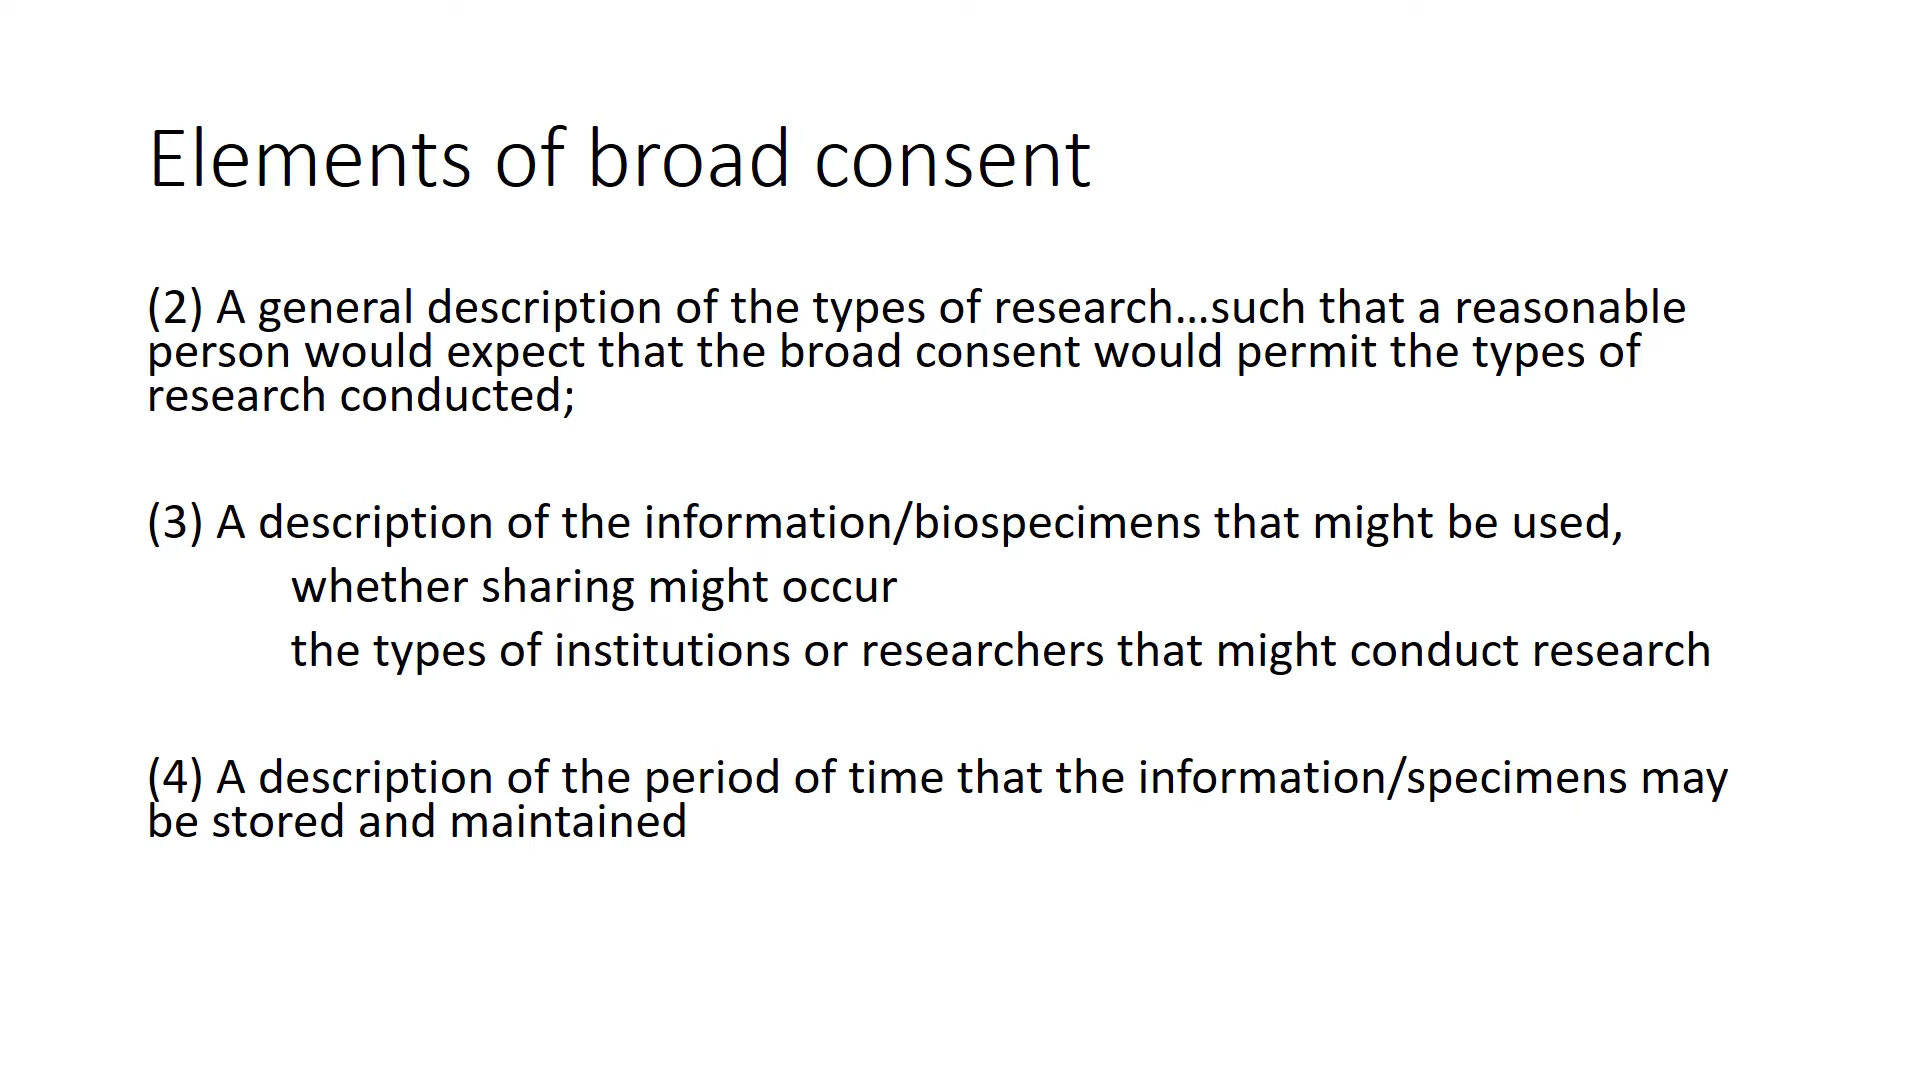 Elements of broad consent
(2) A general description of the types of research...such that a reasonable
person would expect that the broad consent would permit the types of
research conducted;
(3) A description of the information/biospecimens that might be used,
whether sharing might occur
the types of institutions or researchers that might conduct research
(4) A description of the period of time that the information/specimens may
be stored and maintained